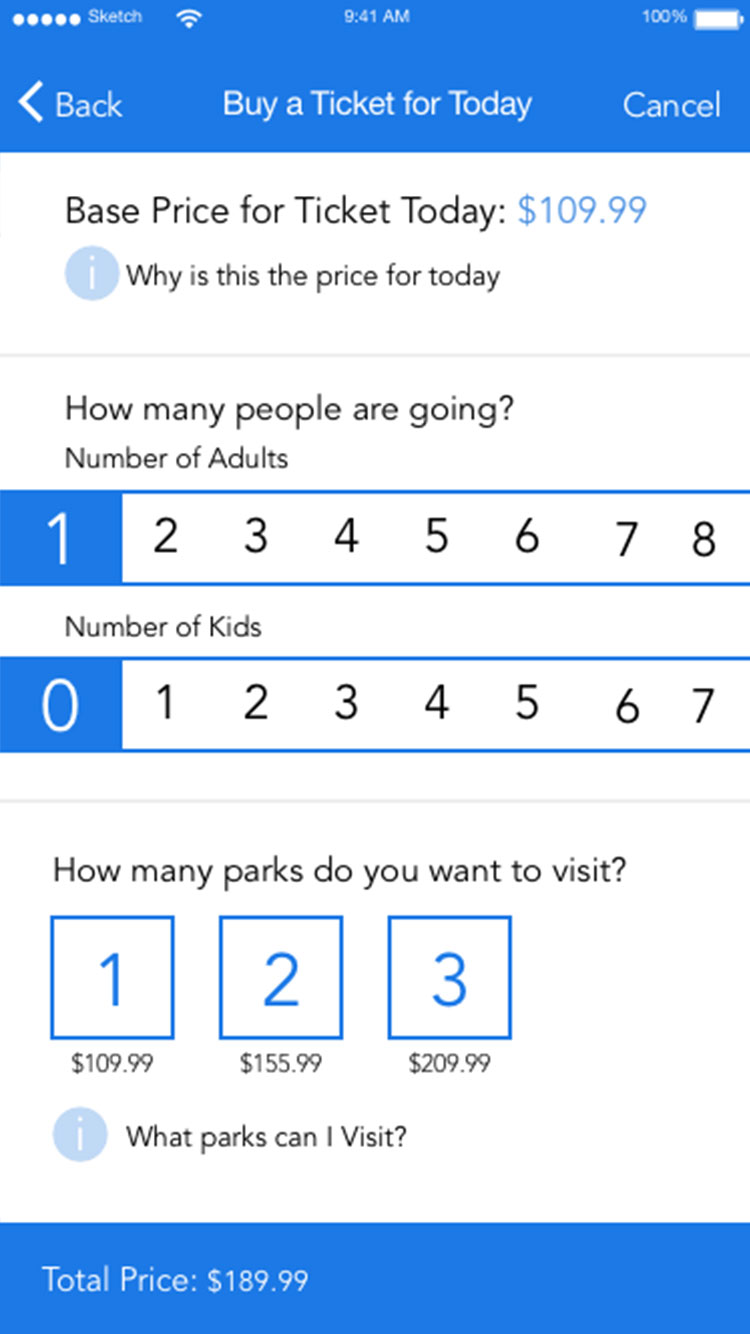 Sketch 9:41 AM 100%
Back Buy a Ticket for Today Cancel
Base Price for Ticket Today: $109.99
i Why is this the price for today
How many people are going?
Number of Adults
1 2 3 4 5 6 7 8
Number of Kids
0 1 2 3 4 5 6 7
How many parks do you want to visit?
1 2 3
$109.99 $155.99 $209.99
i What parks can I Visit?
Total Price: $189.99